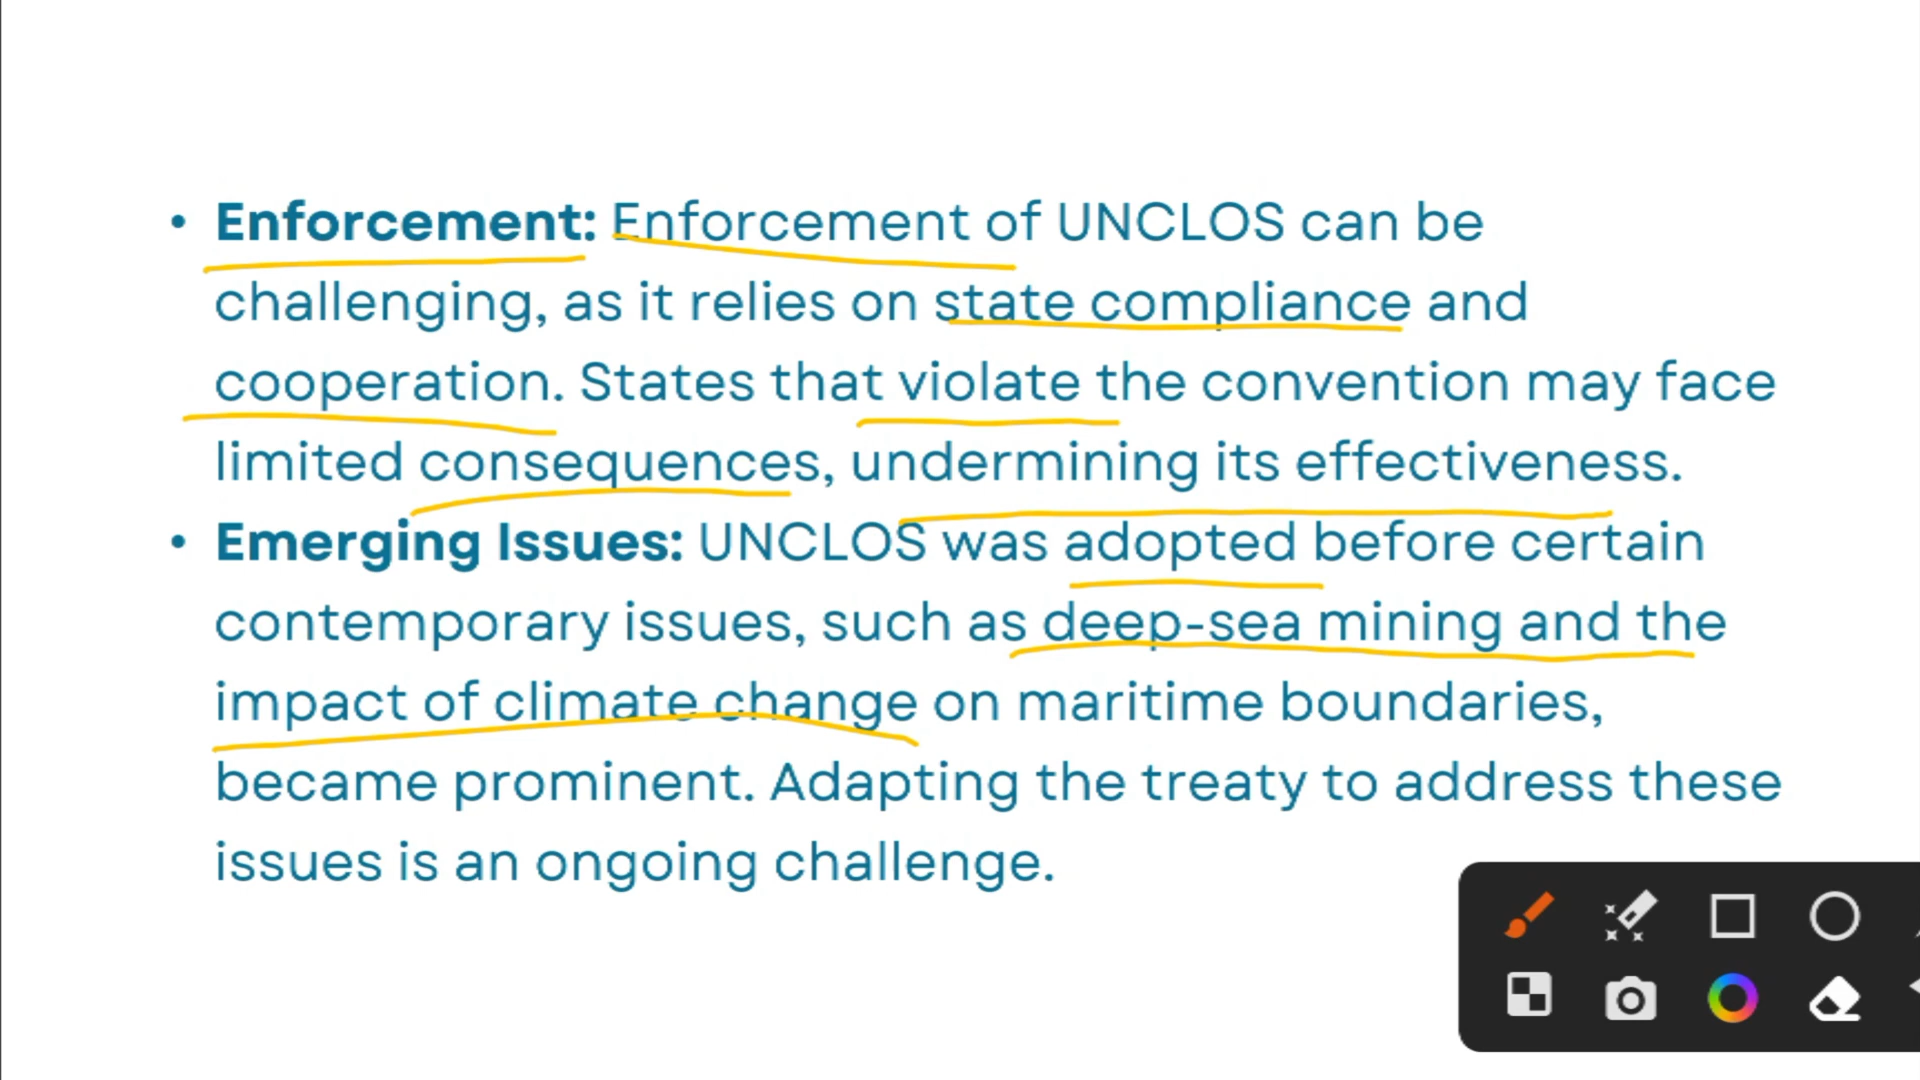 • Enforcement: Enforcement of UNCLOS can be
challenging, as it relies on state compliance and
cooperation. States that violate the convention may face
limited consequences, undermining its effectiveness.
• Emerging Issues: UNCLOS was adopted before certain
contemporary issues, such as deep-sea mining and the
impact of climate change on maritime boundaries,
became prominent. Adapting the treaty to address these
issues is an ongoing challenge.